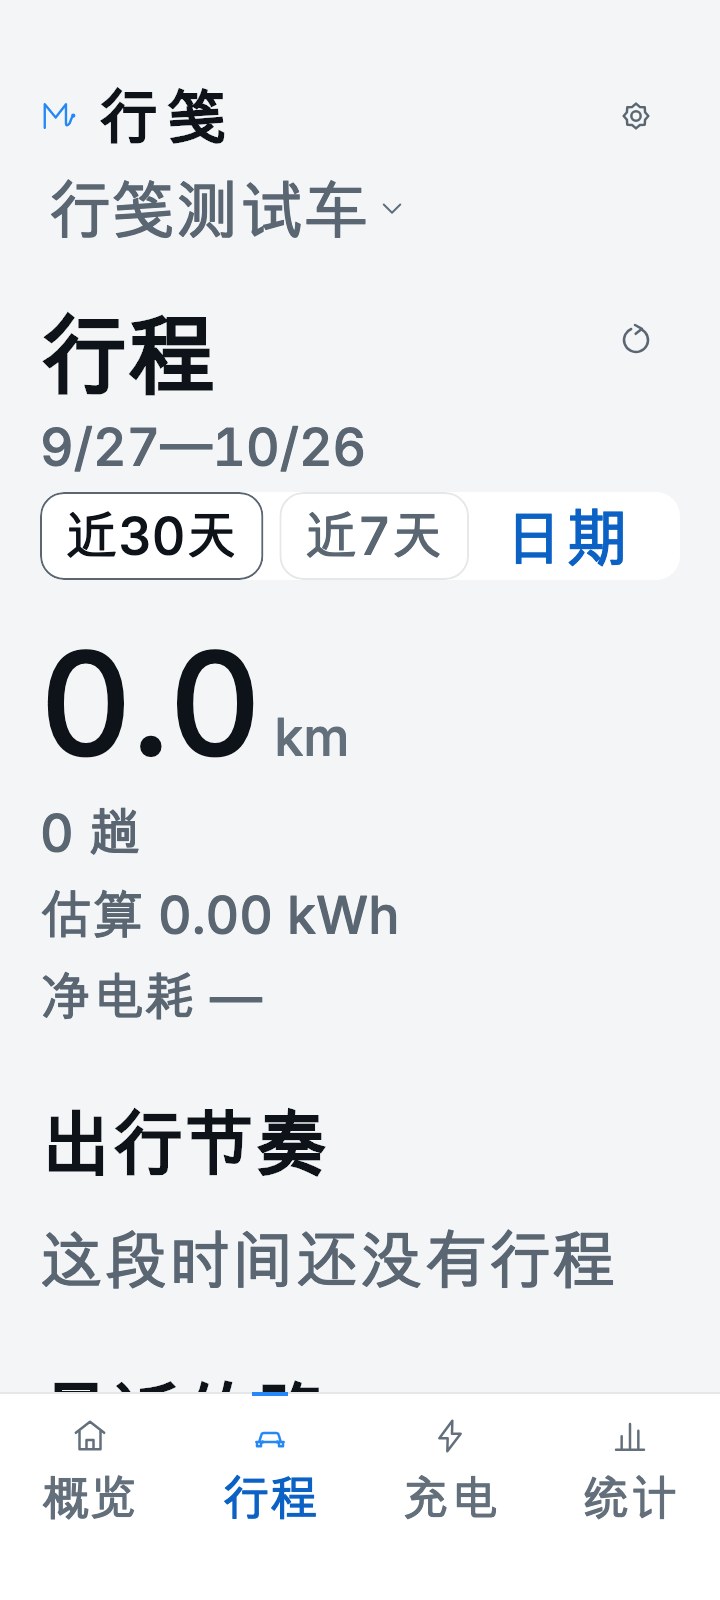 行笺
行笺测试车
行程
9/27—10/26
近30天 近7天 日期
0.0 km
0 趟
估算 0.00 kWh
净电耗 —
出行节奏
这段时间还没有行程
概览 行程 充电 统计